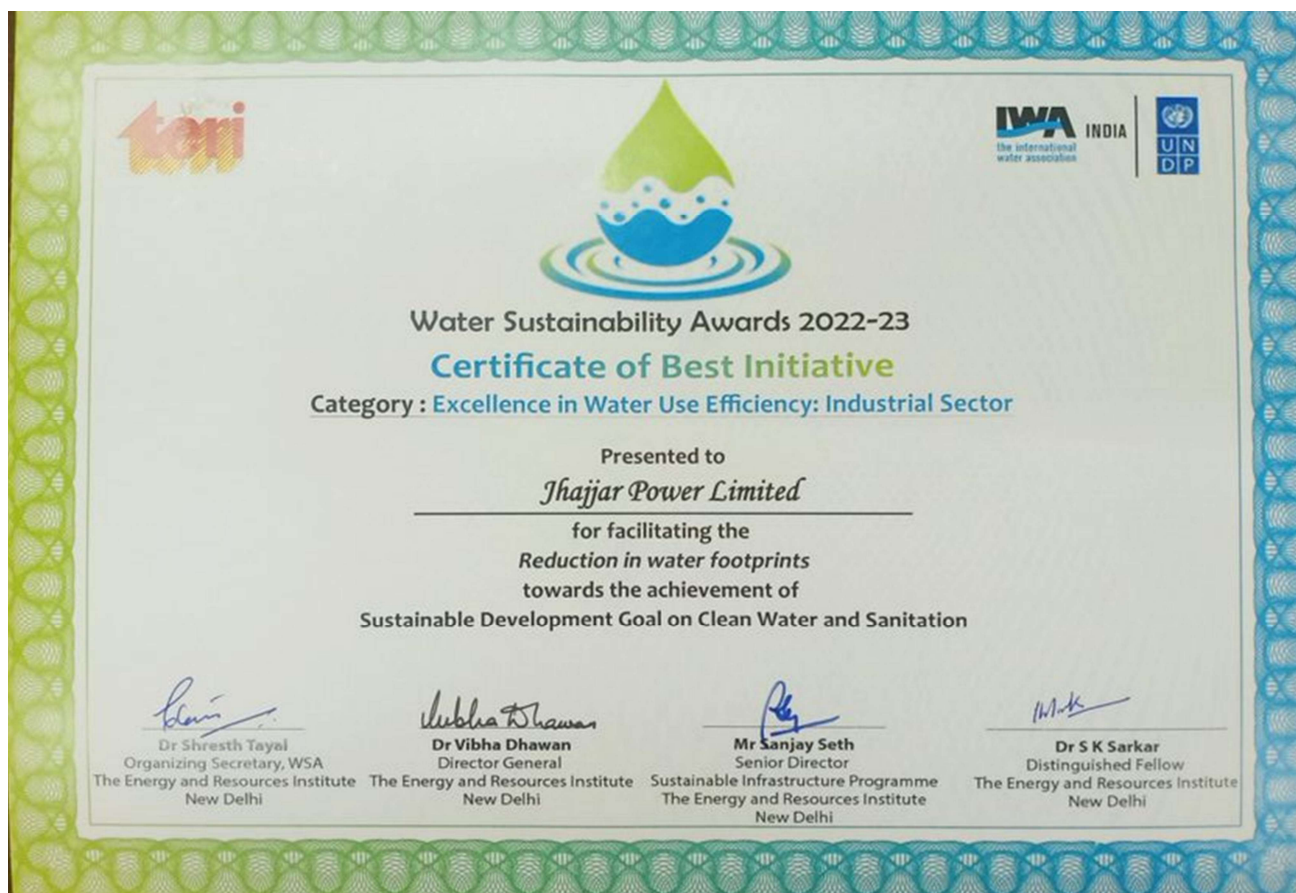 teri
IWA INDIA
the international
water association
UN
DP
Water Sustainability Awards 2022-23
Certificate of Best Initiative
Category : Excellence in Water Use Efficiency: Industrial Sector
Presented to
Jhajjar Power Limited
for facilitating the
Reduction in water footprints
towards the achievement of
Sustainable Development Goal on Clean Water and Sanitation
Vibha Dhawan
Dr Shresth Tayal
Organizing Secretary, WSA
The Energy and Resources Institute
New Delhi
Dr Vibha Dhawan
Director General
The Energy and Resources Institute
New Delhi
Mr Sanjay Seth
Senior Director
Sustainable Infrastructure Programme
The Energy and Resources Institute
New Delhi
Dr S K Sarkar
Distinguished Fellow
The Energy and Resources Institute
New Delhi